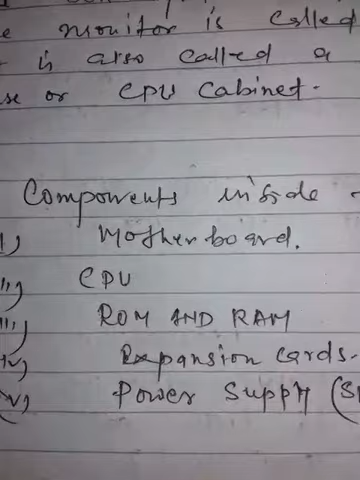 monitor is called
is also called a
or CPU Cabinet.
Components inside
Motherboard.
ii) CPU
iii) ROM AND RAM
iv) Expansion cards.
v) Power Supply (S